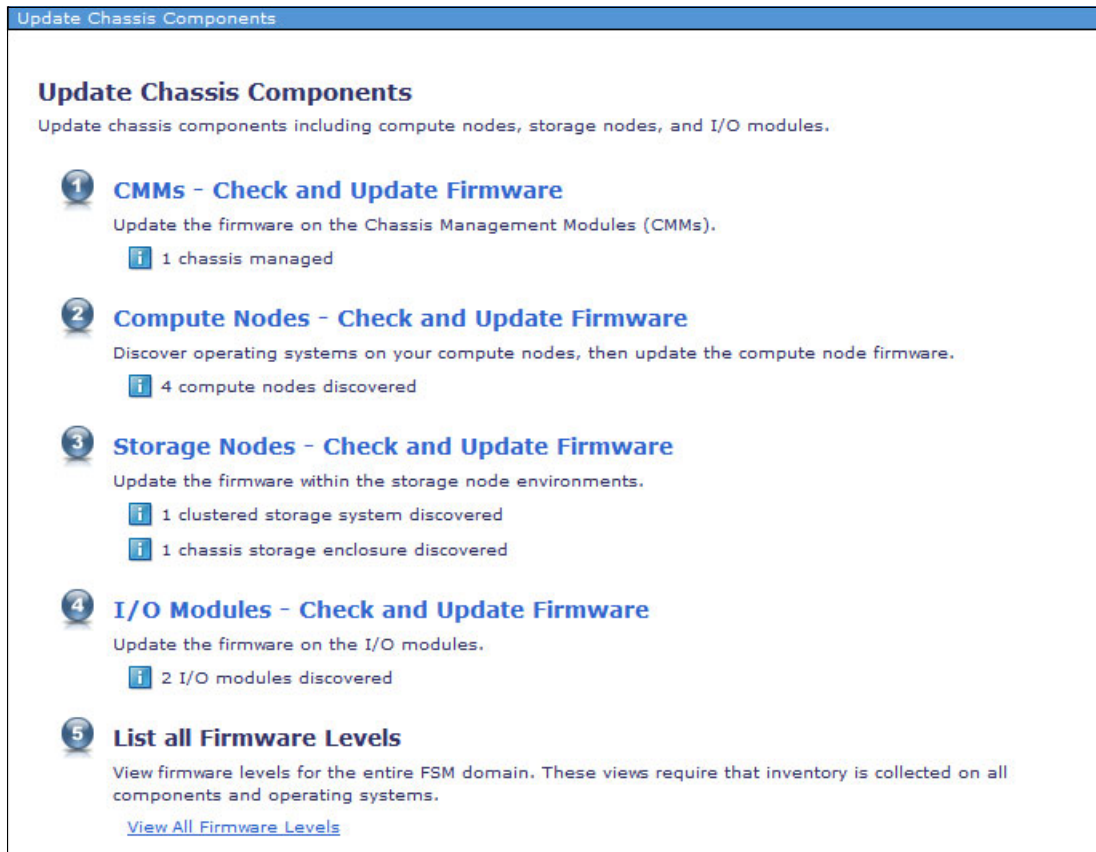 Update Chassis Components
Update Chassis Components
Update chassis components including compute nodes, storage nodes, and I/O modules.
1 CMMs - Check and Update Firmware
Update the firmware on the Chassis Management Modules (CMMs).
i 1 chassis managed
2 Compute Nodes - Check and Update Firmware
Discover operating systems on your compute nodes, then update the compute node firmware.
i 4 compute nodes discovered
3 Storage Nodes - Check and Update Firmware
Update the firmware within the storage node environments.
i 1 clustered storage system discovered
i 1 chassis storage enclosure discovered
4 I/O Modules - Check and Update Firmware
Update the firmware on the I/O modules.
i 2 I/O modules discovered
5 List all Firmware Levels
View firmware levels for the entire FSM domain. These views require that inventory is collected on all
components and operating systems.
View All Firmware Levels